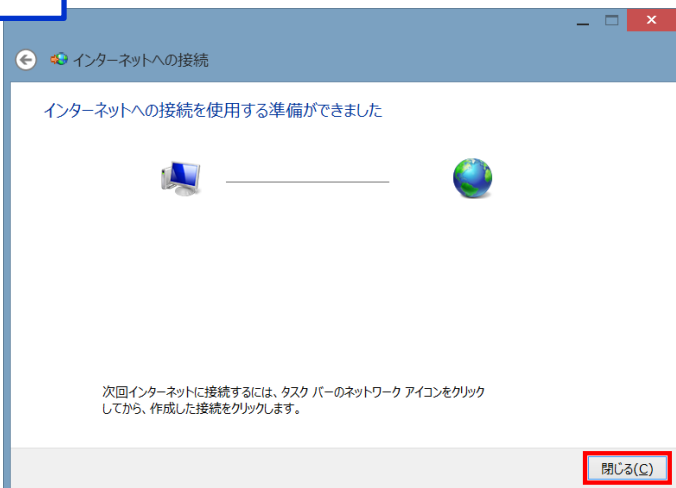 インターネットへの接続
インターネットへの接続を使用する準備ができました
次回インターネットに接続するには、タスク バーのネットワーク アイコンをクリック
してから、作成した接続をクリックします。
閉じる(C)